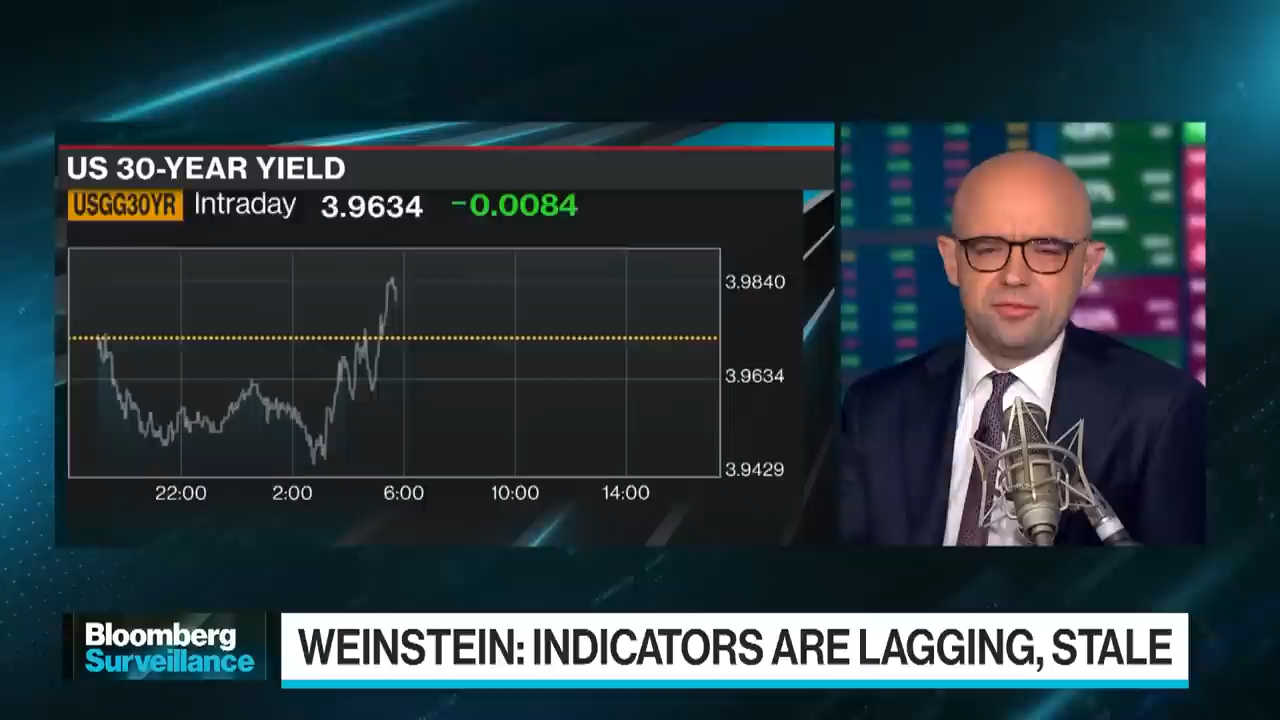 US 30-YEAR YIELD
USGG30YR Intraday 3.9634 -0.0084
3.9840
3.9634
3.9429
22:00 2:00 6:00 10:00 14:00
Bloomberg
Surveillance
WEINSTEIN: INDICATORS ARE LAGGING, STALE